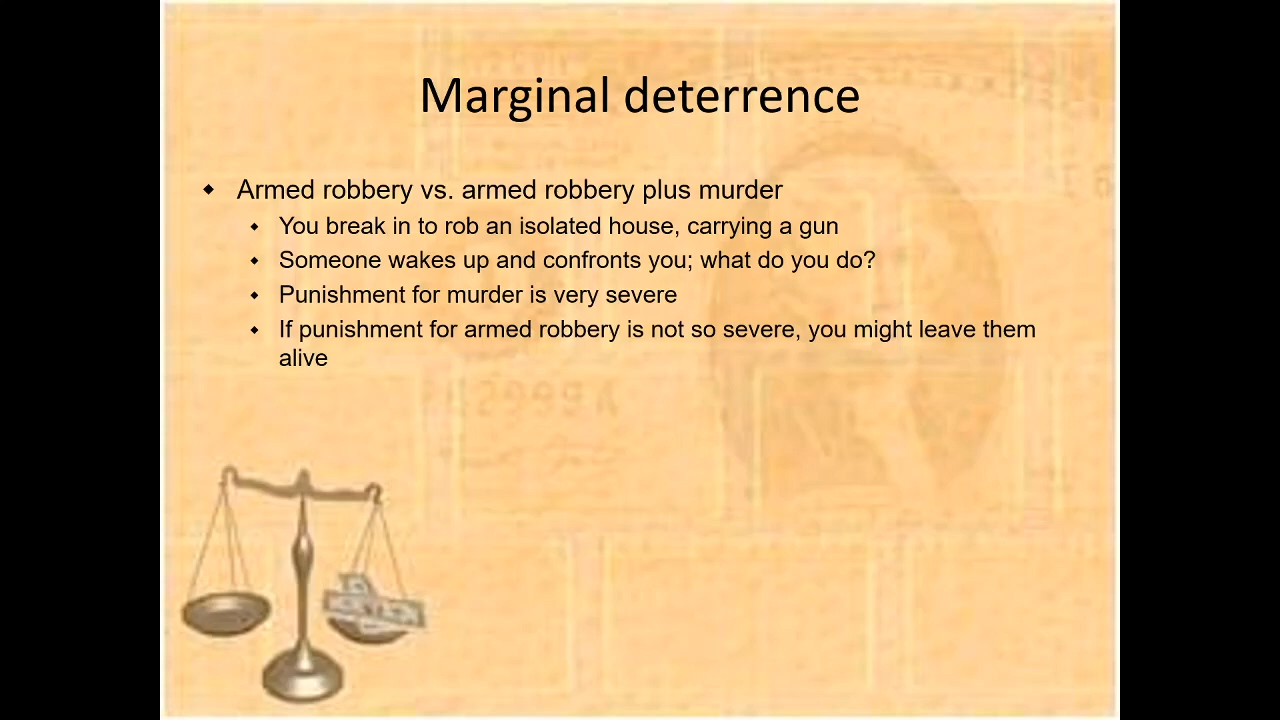 Marginal deterrence
Armed robbery vs. armed robbery plus murder
You break in to rob an isolated house, carrying a gun
Someone wakes up and confronts you; what do you do?
Punishment for murder is very severe
If punishment for armed robbery is not so severe, you might leave them
alive